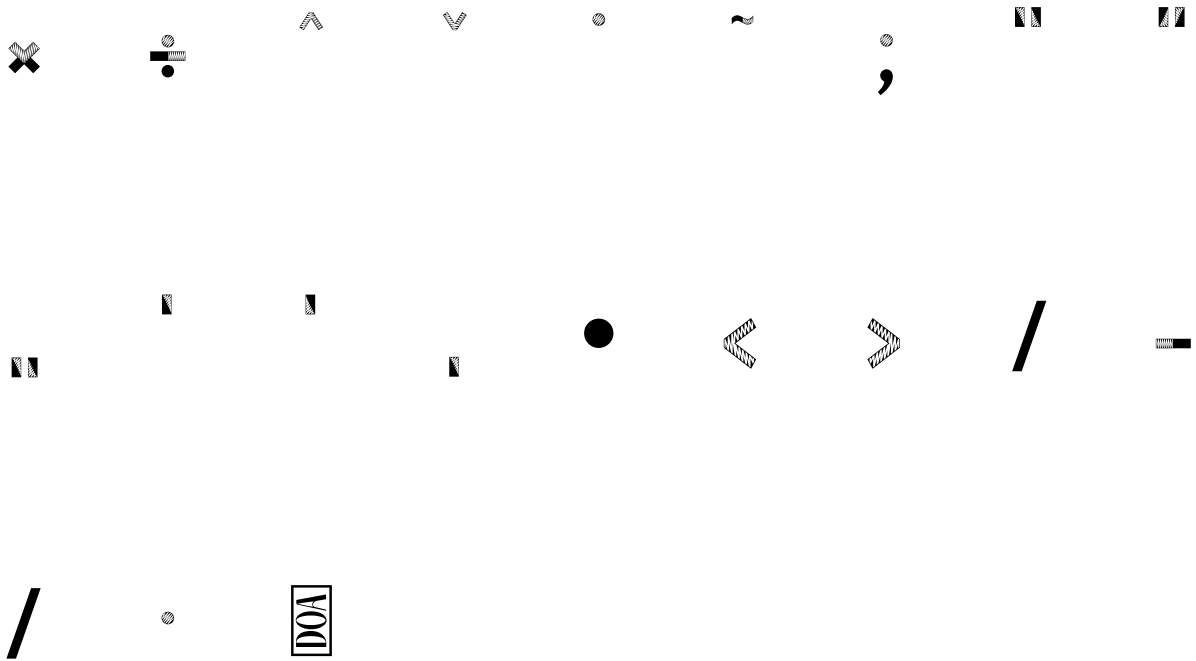 × ÷ ^ ˇ ˙ ~ ; " "
„ ' ' ‚ • ‹ › / -
/ · DOA